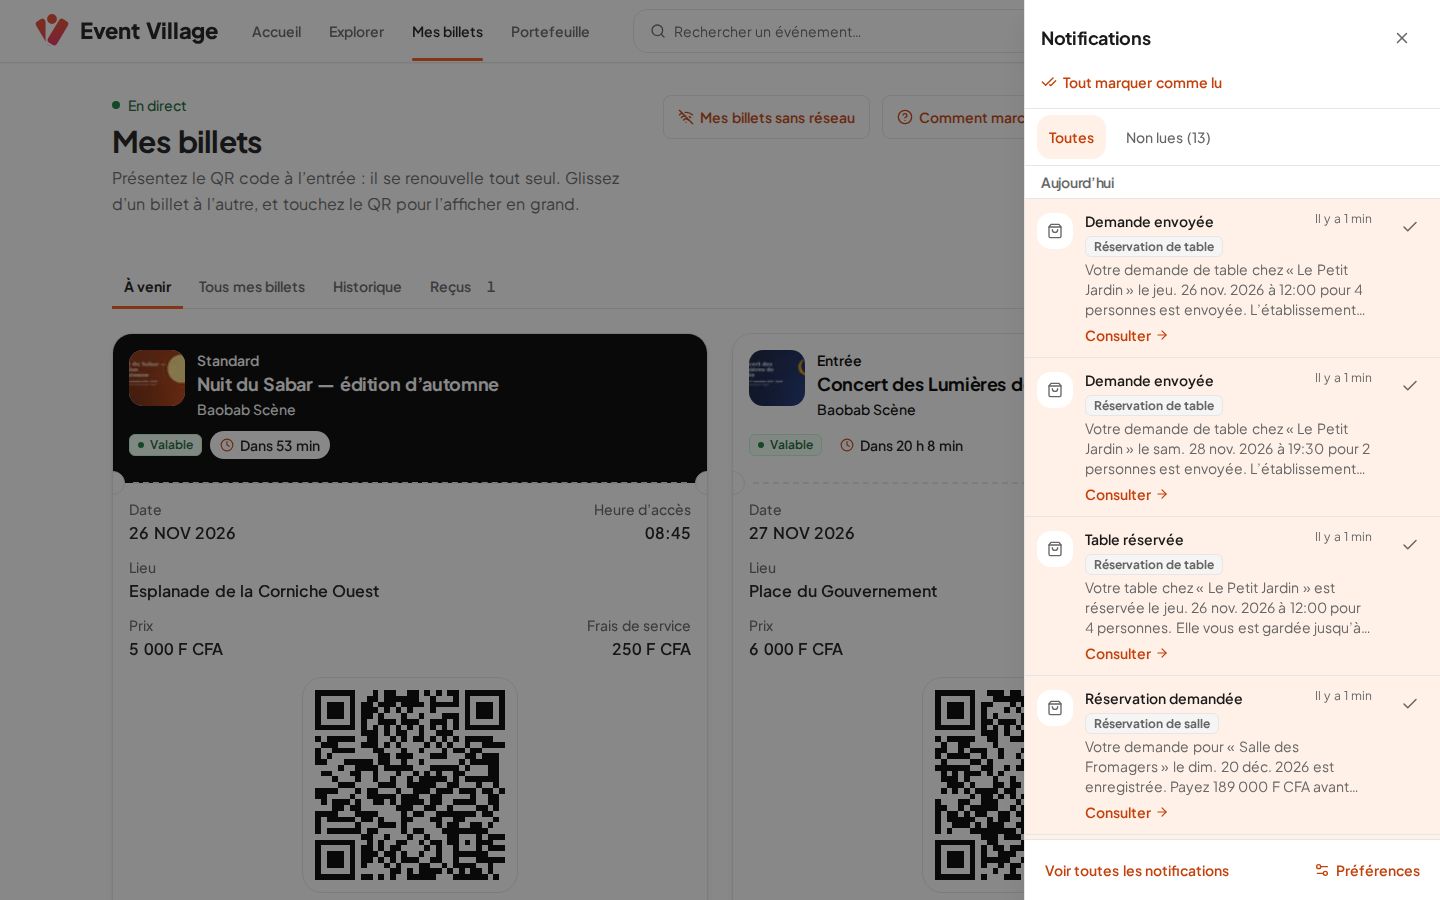 Event Village
Accueil
Explorer
Mes billets
Portefeuille
Rechercher un événement…
En direct
Mes billets
Présentez le QR code à l’entrée : il se renouvelle tout seul. Glissez
d’un billet à l’autre, et touchez le QR pour l’afficher en grand.
Mes billets sans réseau
À venir
Tous mes billets
Historique
Reçus 1
Standard
Nuit du Sabar — édition d’automne
Baobab Scène
Valable
Dans 53 min
Date
Heure d’accès
26 NOV 2026
08:45
Lieu
Esplanade de la Corniche Ouest
Prix
Frais de service
5 000 F CFA
250 F CFA
Entrée
Concert des Lumières
Baobab Scène
Valable
Dans 20 h 8 min
Date
27 NOV 2026
Lieu
Place du Gouvernement
Prix
6 000 F CFA
Notifications
Tout marquer comme lu
Toutes
Non lues (13)
Aujourd’hui
Demande envoyée
Il y a 1 min
Réservation de table
Votre demande de table chez « Le Petit
Jardin » le jeu. 26 nov. 2026 à 12:00 pour 4
personnes est envoyée. L’établissement…
Consulter
Demande envoyée
Il y a 1 min
Réservation de table
Votre demande de table chez « Le Petit
Jardin » le sam. 28 nov. 2026 à 19:30 pour 2
personnes est envoyée. L’établissement…
Consulter
Table réservée
Il y a 1 min
Réservation de table
Votre table chez « Le Petit Jardin » est
réservée le jeu. 26 nov. 2026 à 12:00 pour
4 personnes. Elle vous est gardée jusqu’à…
Consulter
Réservation demandée
Il y a 1 min
Réservation de salle
Votre demande pour « Salle des
Fromagers » le dim. 20 déc. 2026 est
enregistrée. Payez 189 000 F CFA avant…
Consulter
Voir toutes les notifications
Préférences